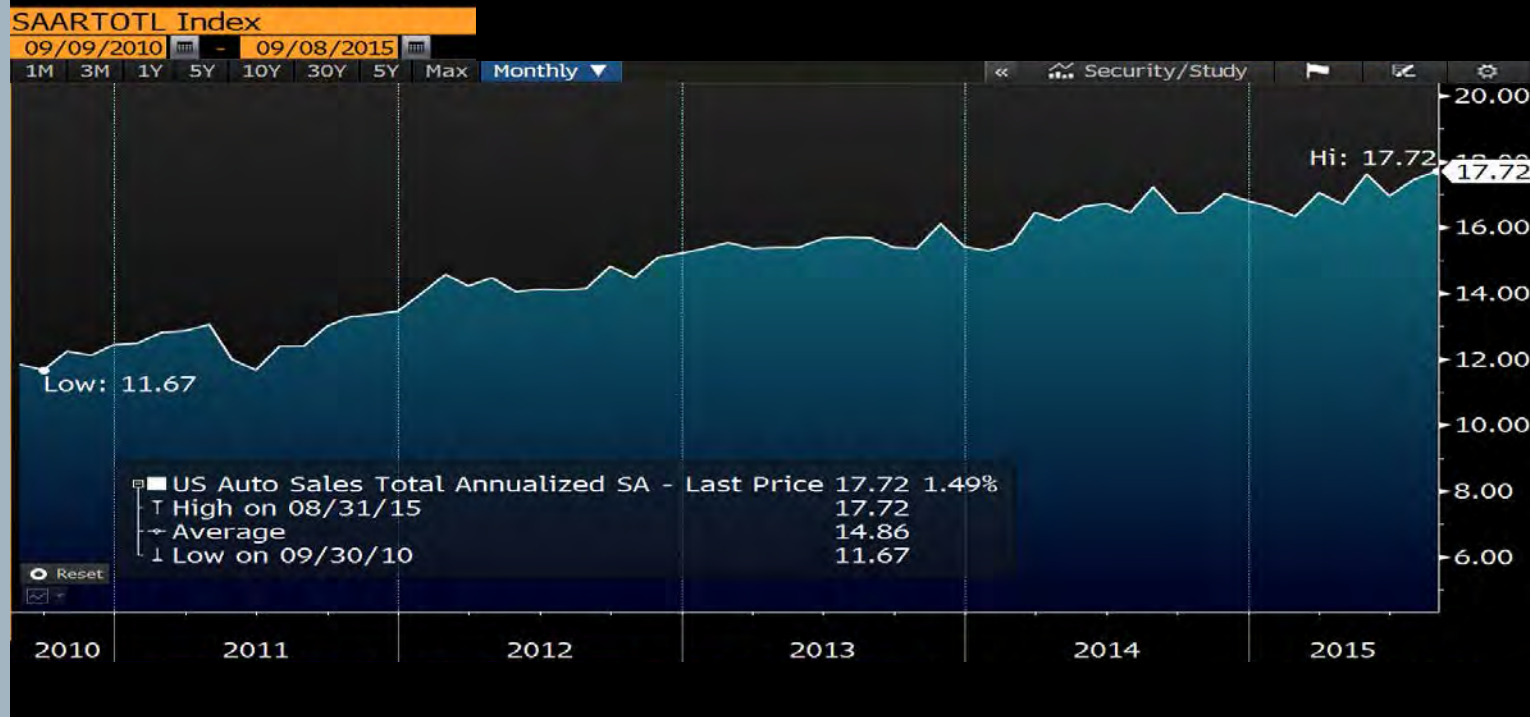 SAARTOTL Index
09/09/2010 - 09/08/2015
1M 3M 1Y 5Y 10Y 30Y 5Y Max Monthly ▼ « Security/Study
20.00
Hi: 17.72 18.00
17.72
16.00
14.00
12.00
Low: 11.67
10.00
US Auto Sales Total Annualized SA - Last Price 17.72 1.49%
8.00
High on 08/31/15 17.72
Average 14.86
Low on 09/30/10 11.67
6.00
Reset
2010 2011 2012 2013 2014 2015